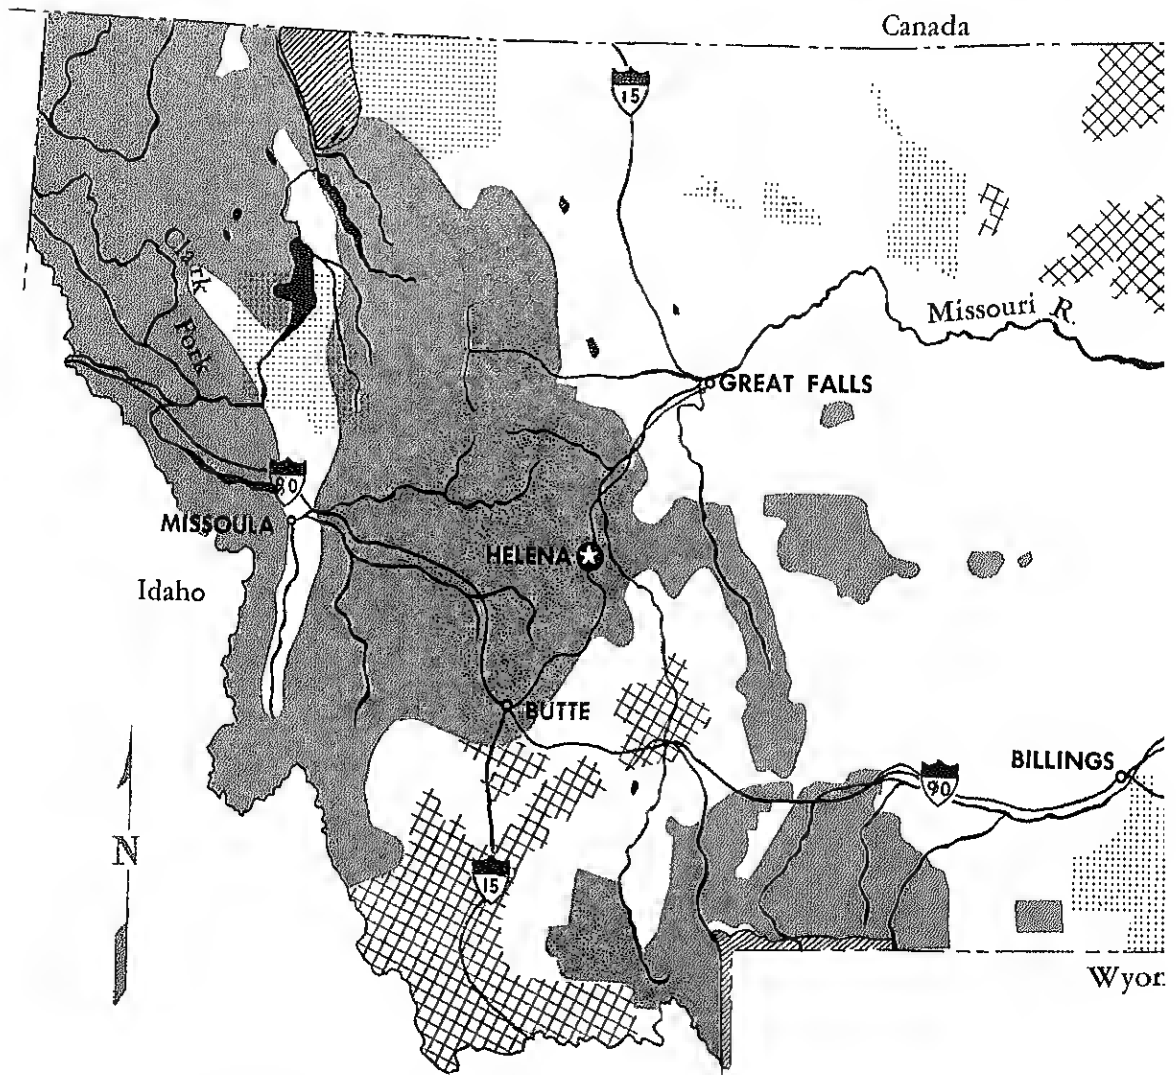 Canada
15
Clark
Fork
Missouri R.
GREAT FALLS
90
MISSOULA
HELENA
Idaho
BUTTE
BILLINGS
90
N
15
Wyor